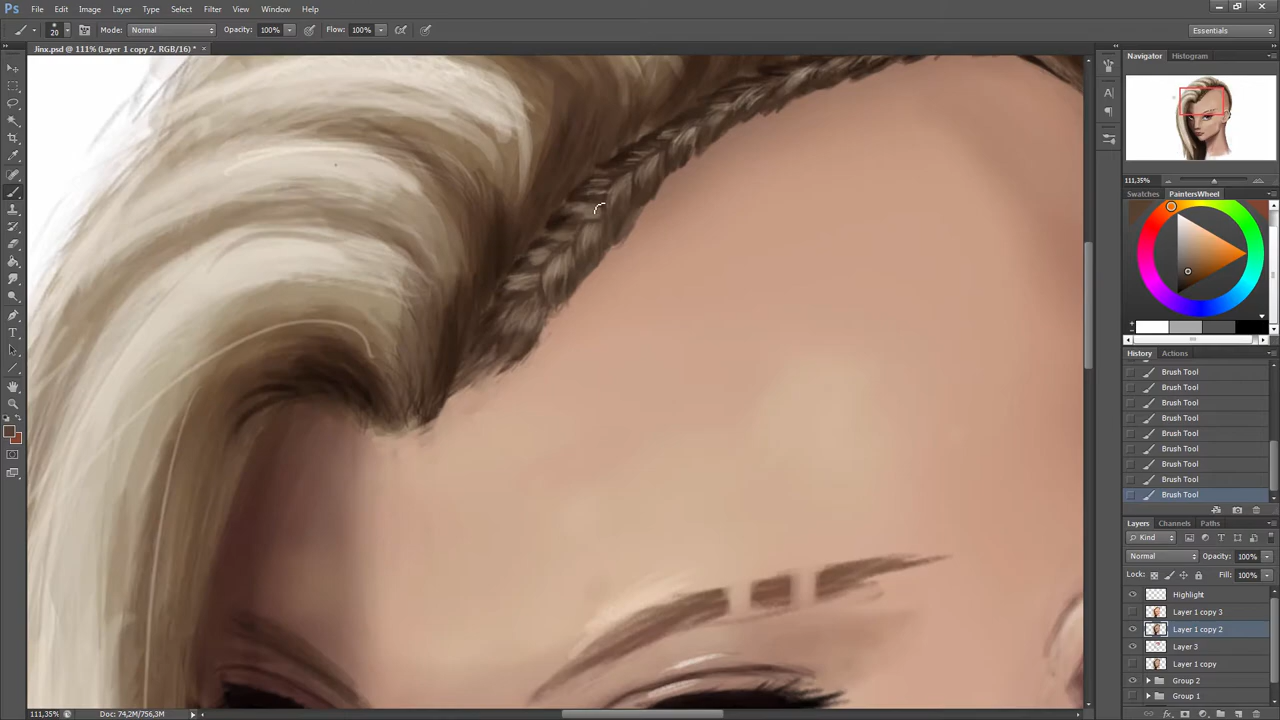 Ps File Edit Image Layer Type Select Filter View Window Help
20 Mode: Normal Opacity: 100% Flow: 100% Essentials
Jinx.psd @ 111% (Layer 1 copy 2, RGB/16) * ×
Navigator Histogram
111,35%
Swatches PaintersWheel
History Actions
Brush Tool
Brush Tool
Brush Tool
Brush Tool
Brush Tool
Brush Tool
Brush Tool
Brush Tool
Brush Tool
Layers Channels Paths
Kind
Normal Opacity: 100%
Lock: Fill: 100%
Highlight
Layer 1 copy 3
Layer 1 copy 2
Layer 3
Layer 1 copy
Group 2
Group 1
111,35% Doc: 74,2M/756,3M